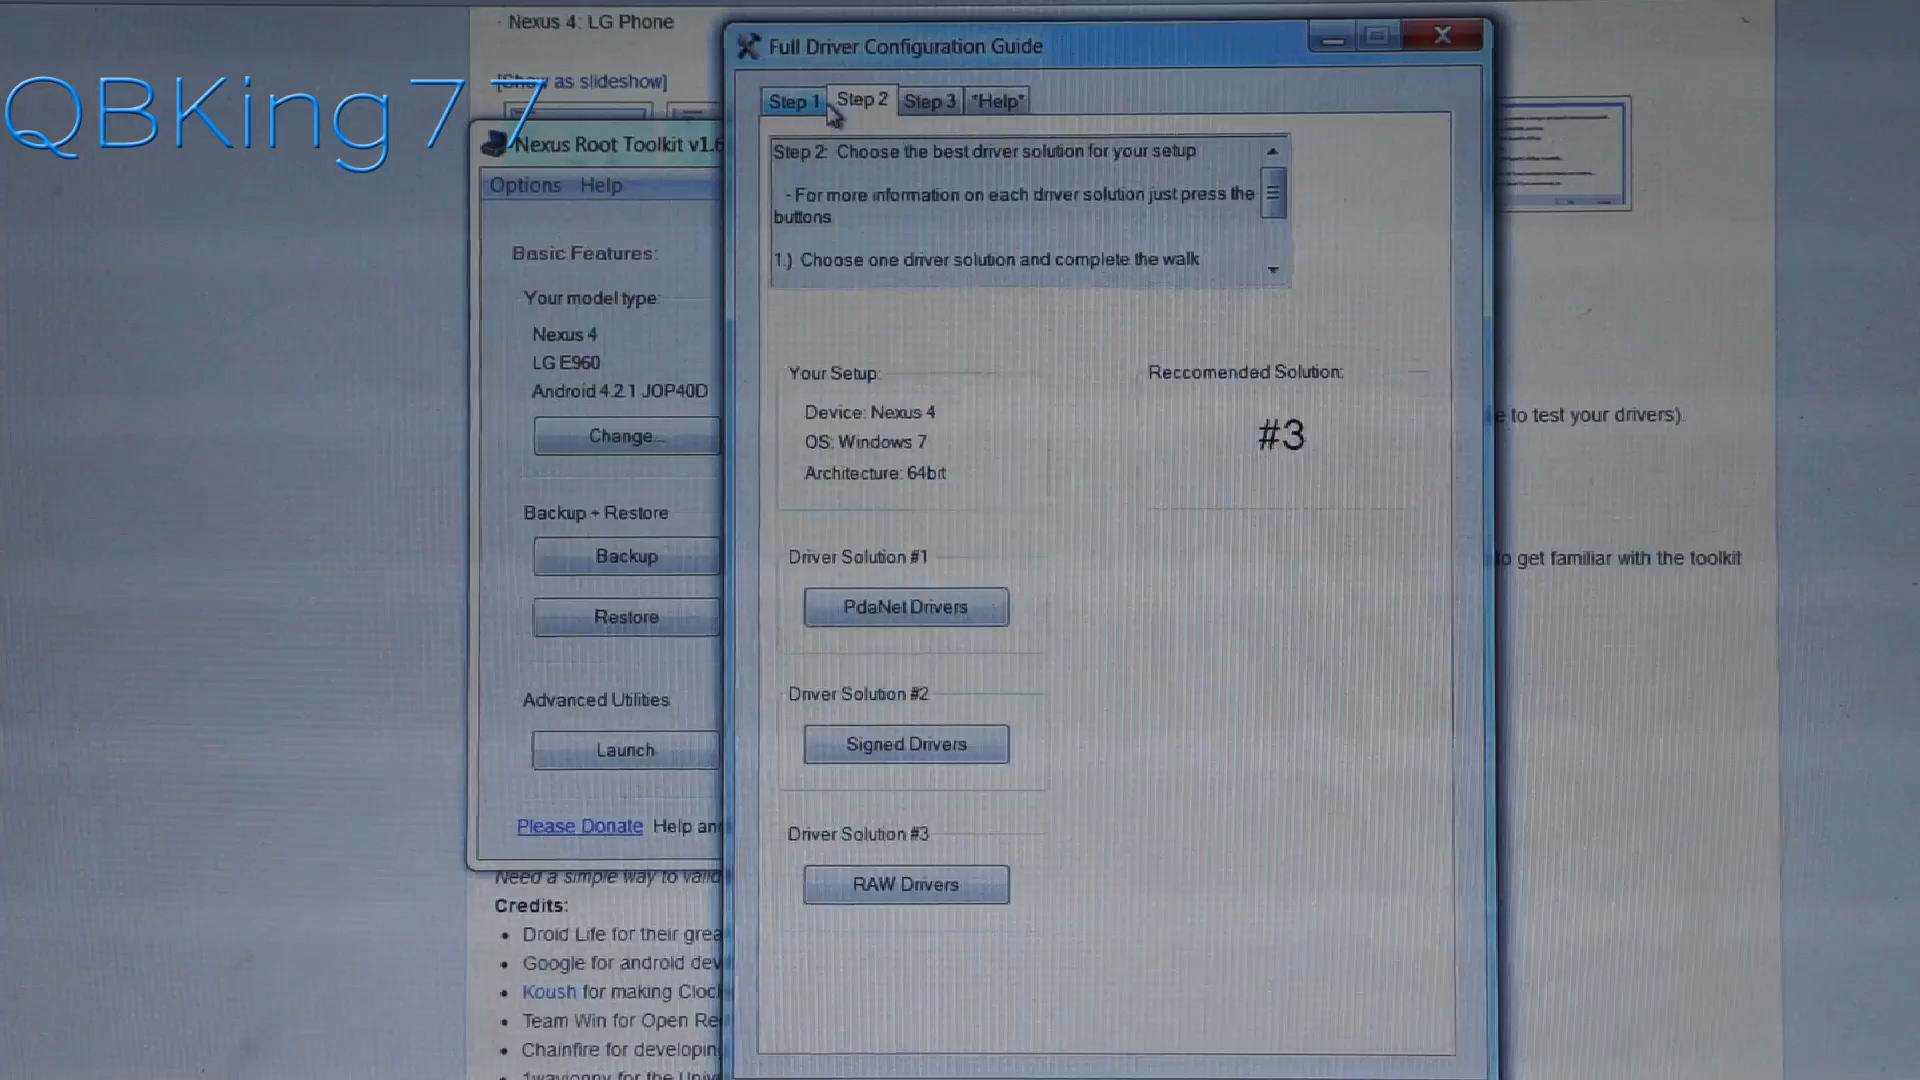 Nexus 4: LG Phone
[Show as slideshow]
QBKing77
Nexus Root Toolkit v1.6
Options Help
Basic Features:
Your model type:
Nexus 4
LG E960
Android 4.2.1 JOP40D
Change...
Backup + Restore
Backup
Restore
Advanced Utilities
Launch
Please Donate Help and
Need a simple way to valid
Credits:
• Droid Life for their grea
• Google for android dev
• Koush for making Cloc
• Team Win for Open Re
• Chainfire for developing
Full Driver Configuration Guide
Step 1 Step 2 Step 3 *Help*
Step 2: Choose the best driver solution for your setup
- For more information on each driver solution just press the
buttons
1.) Choose one driver solution and complete the walk
Your Setup:
Device: Nexus 4
OS: Windows 7
Architecture: 64bit
Reccomended Solution:
#3
Driver Solution #1
PdaNet Drivers
Driver Solution #2
Signed Drivers
Driver Solution #3
RAW Drivers
e to test your drivers).
to get familiar with the toolkit